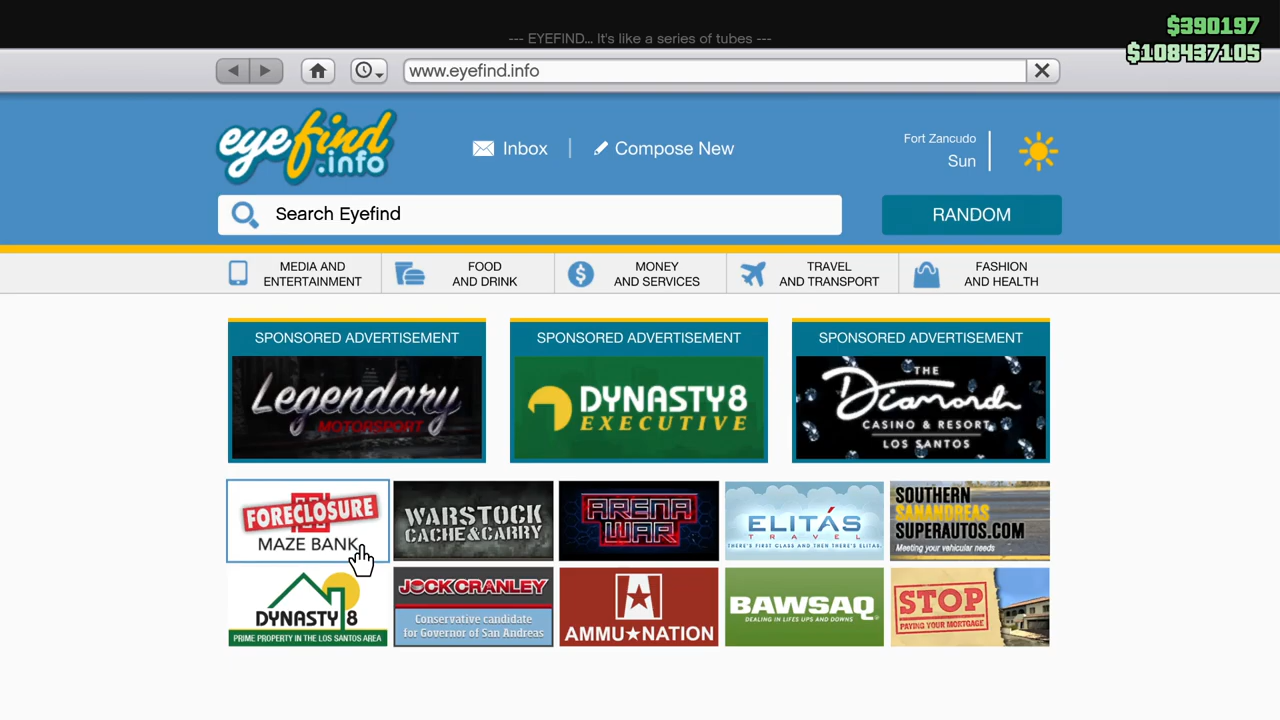 $390197
--- EYEFIND... It's like a series of tubes ---
$108437105
www.eyefind.info
eyefind
.info
Inbox
Compose New
Fort Zancudo
Sun
Search Eyefind
RANDOM
MEDIA AND
ENTERTAINMENT
FOOD
AND DRINK
MONEY
AND SERVICES
TRAVEL
AND TRANSPORT
FASHION
AND HEALTH
SPONSORED ADVERTISEMENT
Legendary
MOTORSPORT
SPONSORED ADVERTISEMENT
DYNASTY8
EXECUTIVE
SPONSORED ADVERTISEMENT
THE
Diamond
CASINO & RESORT
LOS SANTOS
FORECLOSURE
MAZE BANK
WARSTOCK
CACHE&CARRY
ARENA
WAR
ELITÁS
TRAVEL
THERE'S FIRST CLASS AND THEN THERE'S ELITAS.
SOUTHERN
SANANDREAS
SUPERAUTOS.COM
Meeting your vehicular needs
DYNASTY 8
PRIME PROPERTY IN THE LOS SANTOS AREA
JOCK CRANLEY
Conservative candidate
for Governor of San Andreas
AMMU★NATION
BAWSAQ
DEALING IN LIFES UPS AND DOWNS
STOP
PAYING YOUR MORTGAGE